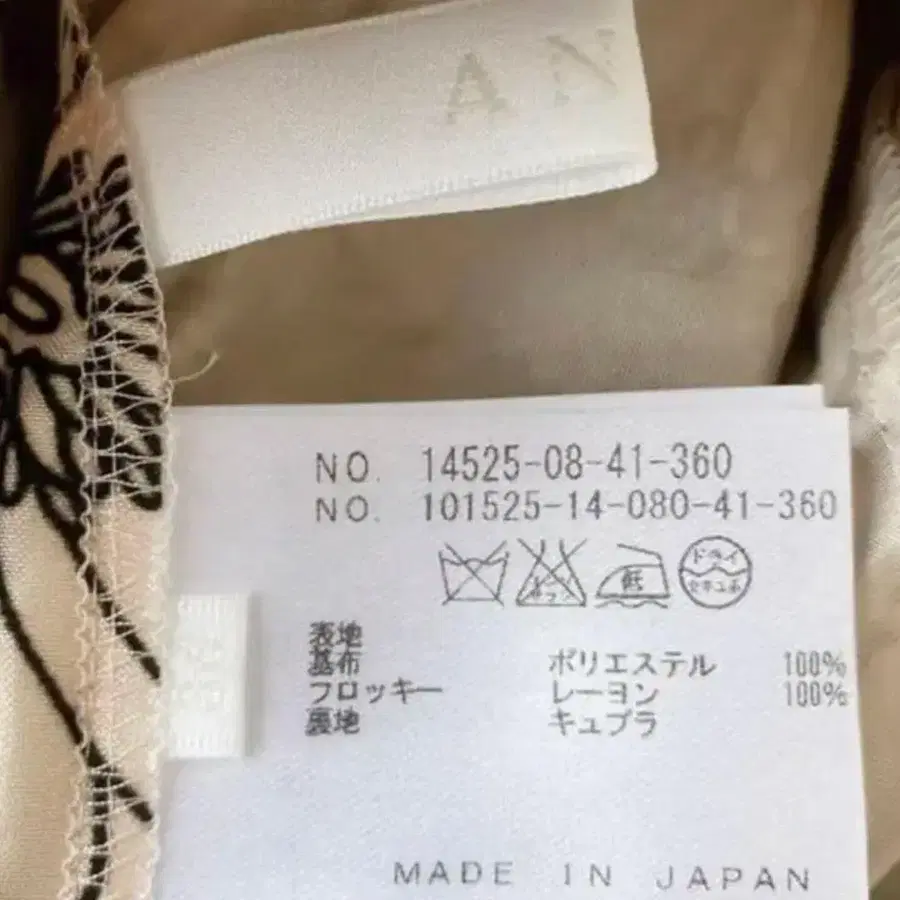 A N
NO. 14525-08-41-360
NO. 101525-14-080-41-360
低 ドライ
セキユ系
表地
基布 ポリエステル 100%
フロッキー レーヨン 100%
裏地 キュプラ
MADE IN JAPAN